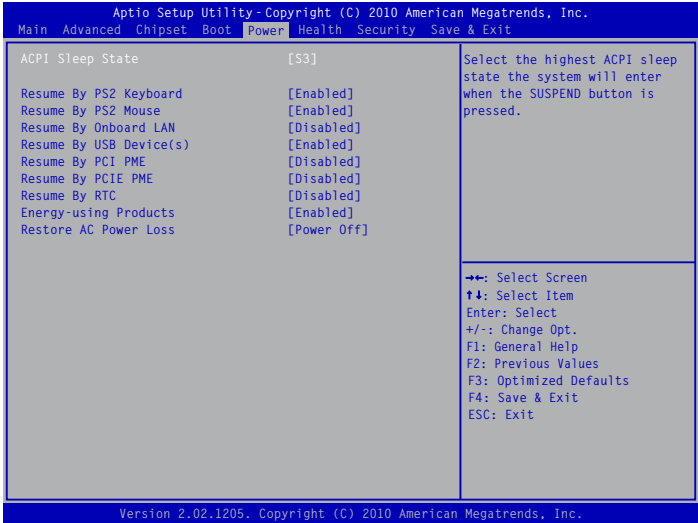 Aptio Setup Utility - Copyright (C) 2010 American Megatrends, Inc.
Main Advanced Chipset Boot Power Health Security Save & Exit
ACPI Sleep State [S3]
Resume By PS2 Keyboard [Enabled]
Resume By PS2 Mouse [Enabled]
Resume By Onboard LAN [Disabled]
Resume By USB Device(s) [Enabled]
Resume By PCI PME [Disabled]
Resume By PCIE PME [Disabled]
Resume By RTC [Disabled]
Energy-using Products [Enabled]
Restore AC Power Loss [Power Off]
Select the highest ACPI sleep
state the system will enter
when the SUSPEND button is
pressed.
→←: Select Screen
↑↓: Select Item
Enter: Select
+/-: Change Opt.
F1: General Help
F2: Previous Values
F3: Optimized Defaults
F4: Save & Exit
ESC: Exit
Version 2.02.1205. Copyright (C) 2010 American Megatrends, Inc.